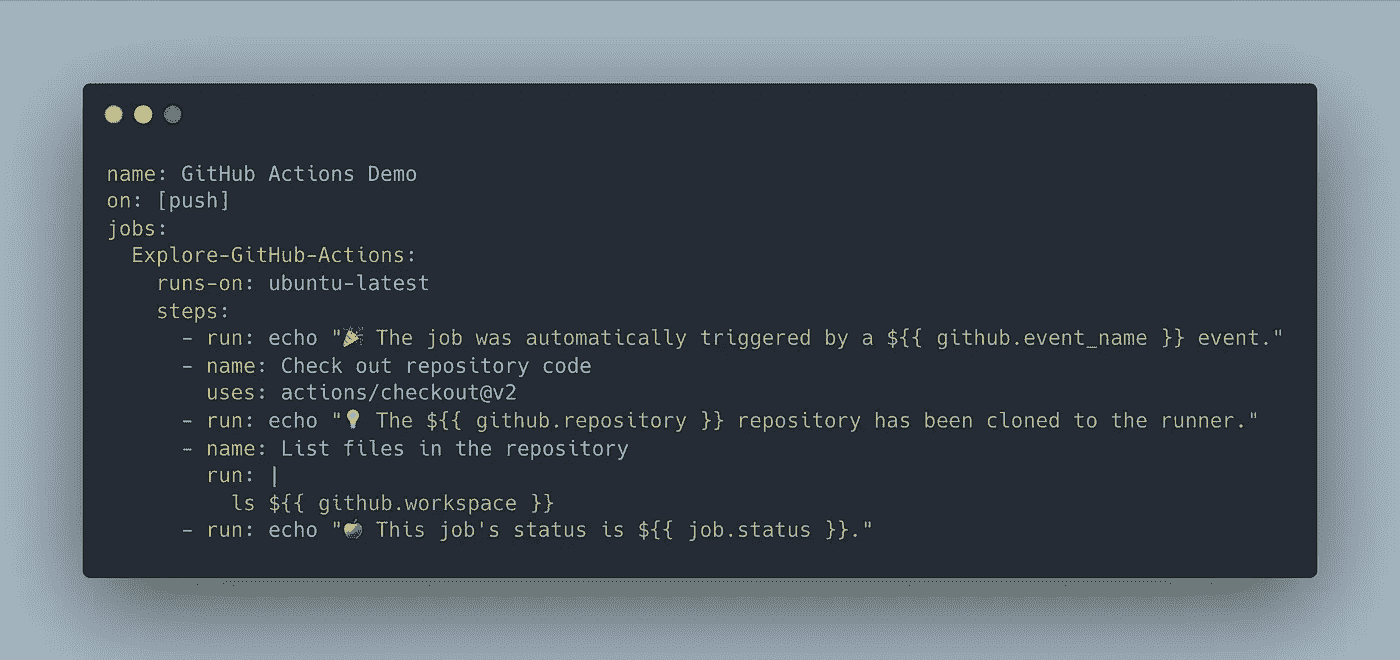 name: GitHub Actions Demo
on: [push]
jobs:
  Explore-GitHub-Actions:
    runs-on: ubuntu-latest
    steps:
      - run: echo "🎉 The job was automatically triggered by a ${{ github.event_name }} event."
      - name: Check out repository code
        uses: actions/checkout@v2
      - run: echo "💡 The ${{ github.repository }} repository has been cloned to the runner."
      - name: List files in the repository
        run: |
          ls ${{ github.workspace }}
      - run: echo "🍏 This job's status is ${{ job.status }}."